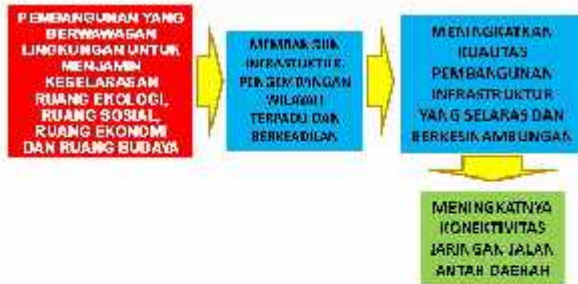 PEMBANGUNAN YANG
BERWAWASAN
LINGKUNGAN UNTUK
MENJAMIN
KESELARASAN
RUANG EKOLOGI,
RUANG SOSIAL,
RUANG EKONOMI
DAN RUANG BUDAYA
MEMBANGUN
INFRASTRUKTUR
PENGEMBANGAN
WILAYAH
TERPADU DAN
BERKEADILAN
MENINGKATKAN
KUALITAS
PEMBANGUNAN
INFRASTRUKTUR
YANG SELARAS DAN
BERKESINAMBUNGAN
MENINGKATNYA
KONEKTIVITAS
JARINGAN JALAN
ANTAR DAERAH